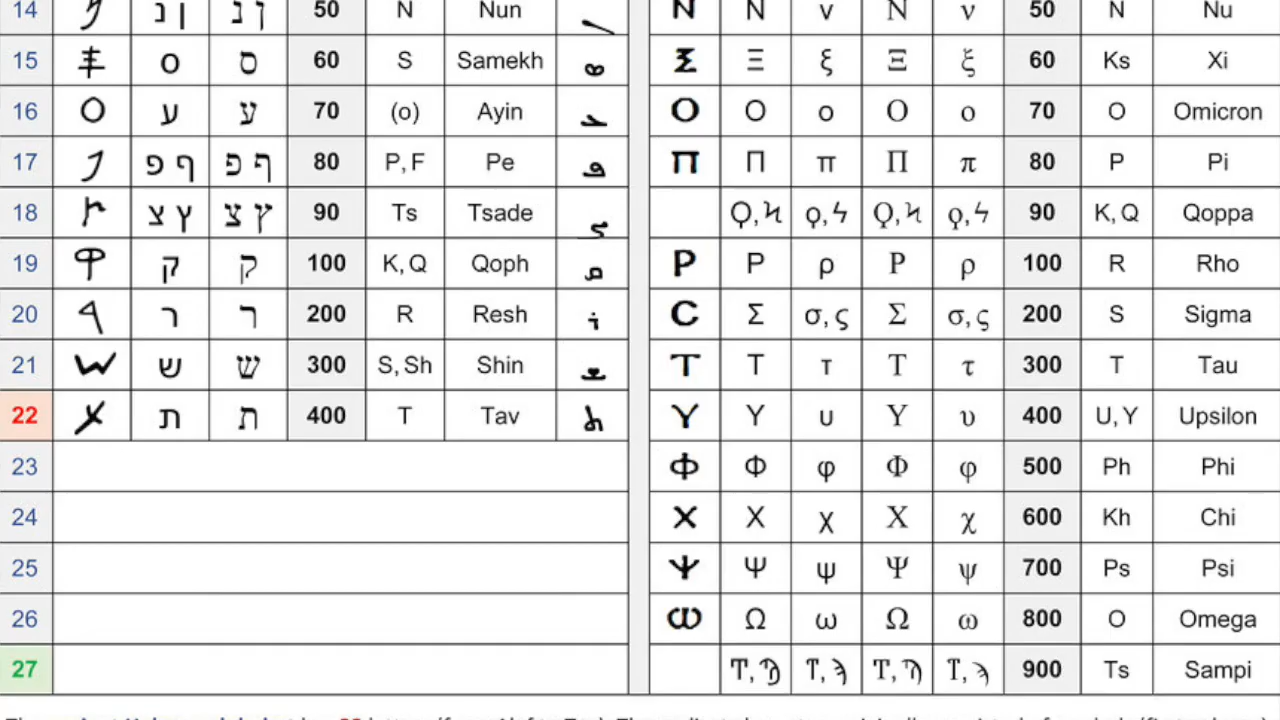 14 𐤍 נ ן נ ן 50 N Nun Ν Ν ν Ν ν 50 N Nu
15 𐤎 ס ס 60 S Samekh Ξ Ξ ξ Ξ ξ 60 Ks Xi
16 𐤏 ע ע 70 (o) Ayin Ο Ο ο Ο ο 70 O Omicron
17 𐤐 פ ף פ ף 80 P, F Pe Π Π π Π π 80 P Pi
18 𐤑 צ ץ צ ץ 90 Ts Tsade Ϙ, Ϟ ϙ, ϟ Ϙ, Ϟ ϙ, ϟ 90 K, Q Qoppa
19 𐤒 ק ק 100 K, Q Qoph Ρ Ρ ρ Ρ ρ 100 R Rho
20 𐤓 ר ר 200 R Resh Ϲ Σ σ, ς Σ σ, ς 200 S Sigma
21 𐤔 ש ש 300 S, Sh Shin Τ Τ τ Τ τ 300 T Tau
22 𐤕 ת ת 400 T Tav Υ Υ υ Υ υ 400 U, Y Upsilon
23 Φ Φ φ Φ φ 500 Ph Phi
24 Χ Χ χ Χ χ 600 Kh Chi
25 Ψ Ψ ψ Ψ ψ 700 Ps Psi
26 Ω Ω ω Ω ω 800 O Omega
27 Ͳ, Ϡ ͳ, ϡ Ͳ, Ϡ ͳ, ϡ 900 Ts Sampi